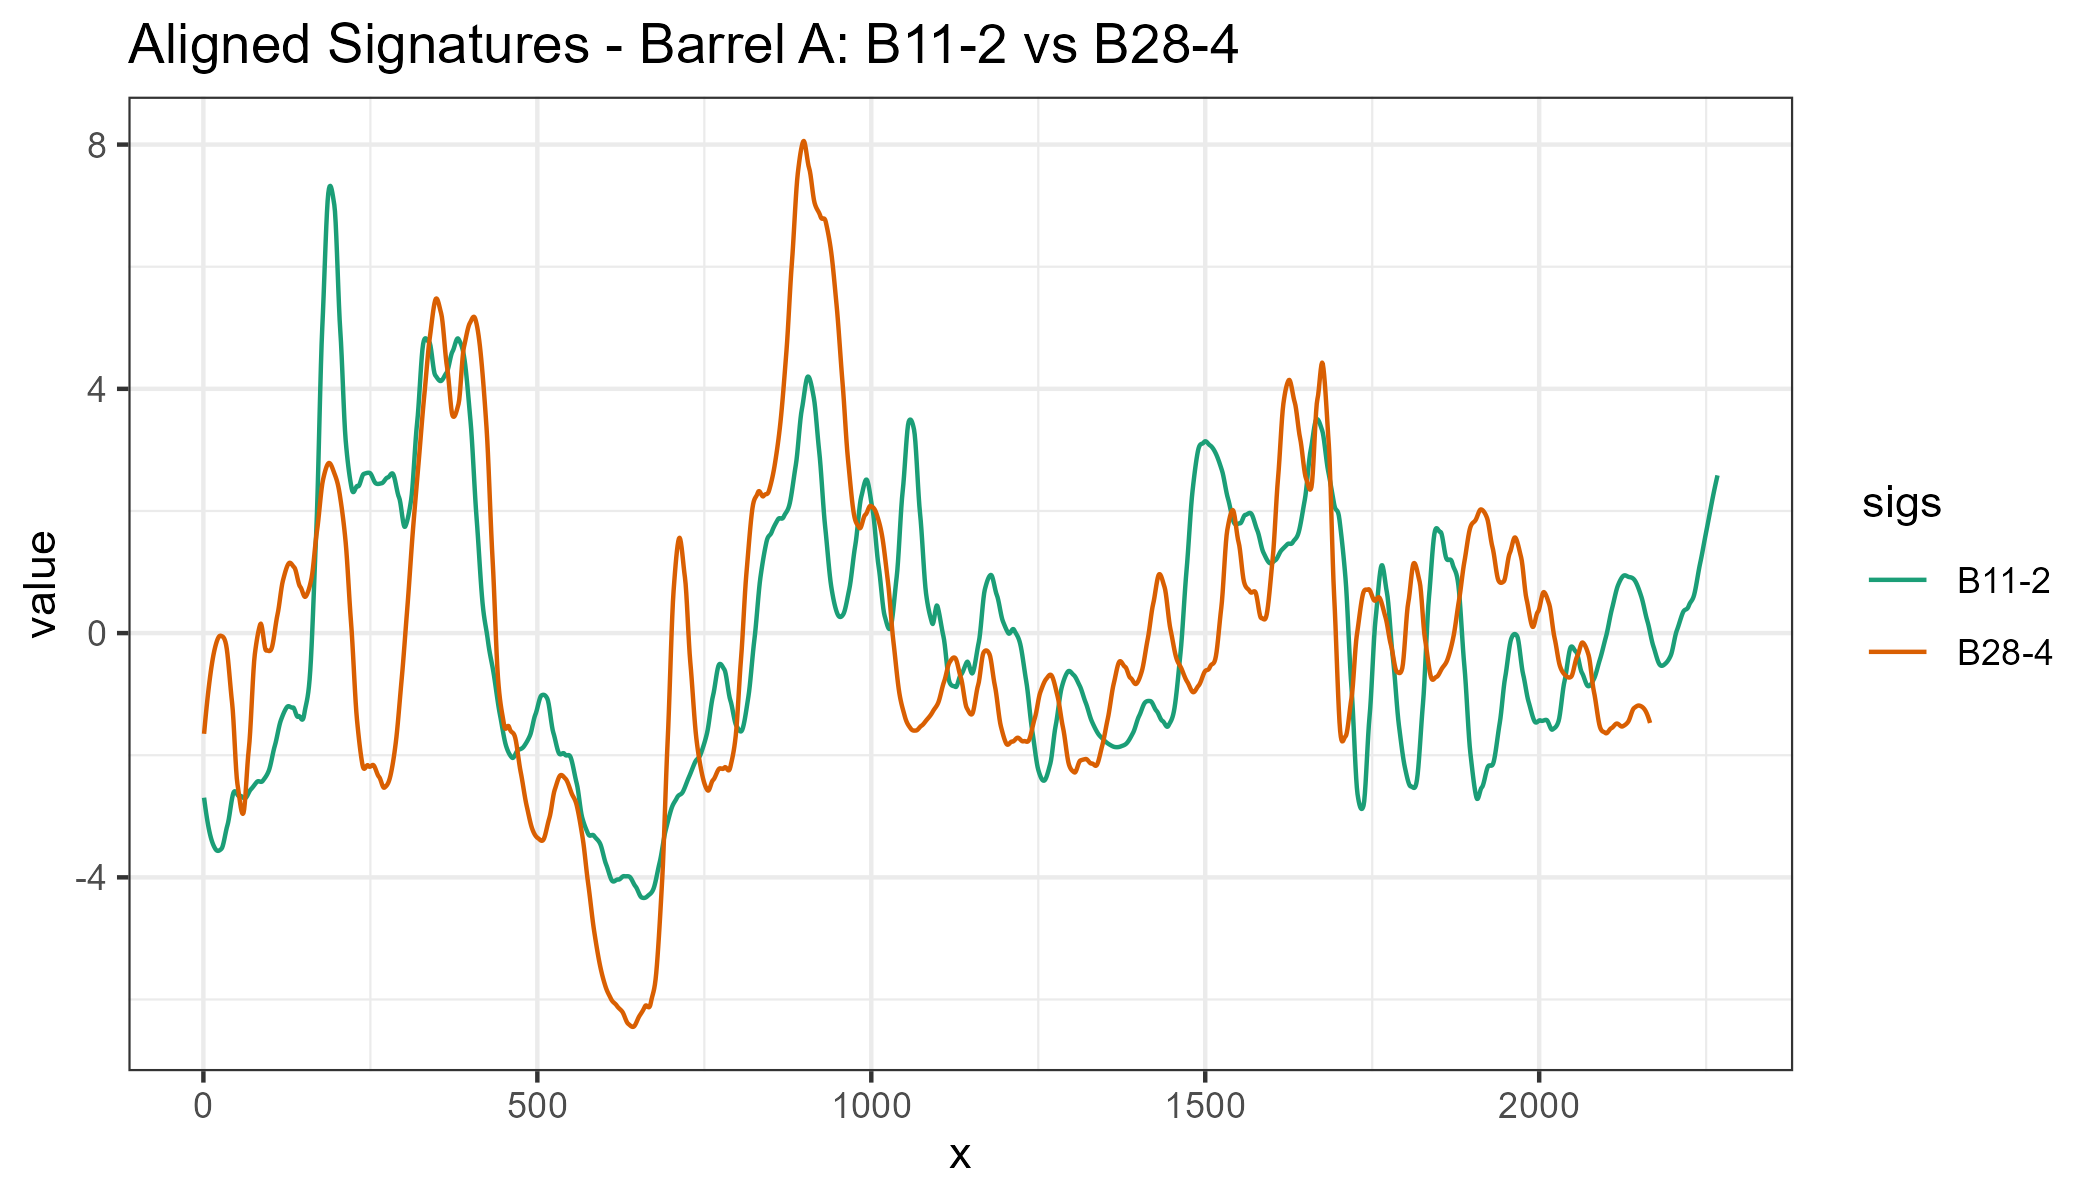 Aligned Signatures - Barrel A: B11-2 vs B28-4
8
4
0
-4
value
0 500 1000 1500 2000
x
sigs
B11-2
B28-4